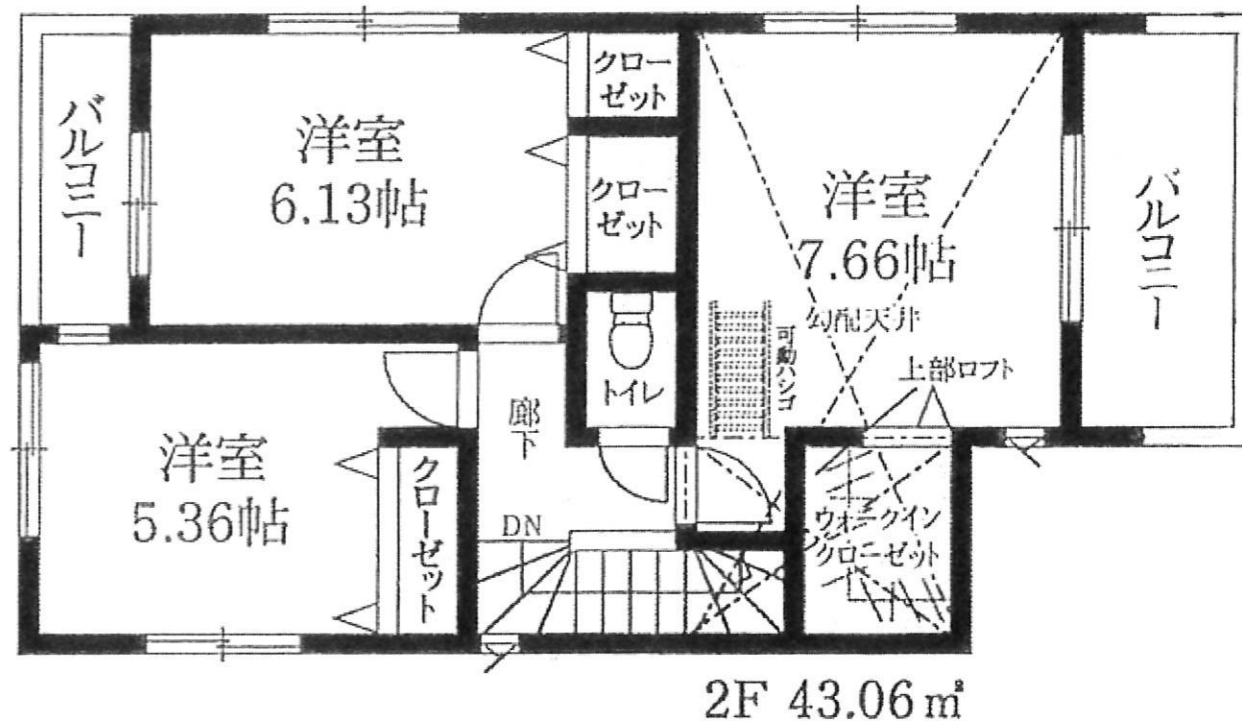 バルコニー
洋室
6.13帖
クロー
ゼット
クロー
ゼット
洋室
7.66帖
勾配天井
可動ハシゴ
上部ロフト
バルコニー
トイレ
廊下
洋室
5.36帖
クローゼット
DN
ウォークイン
クローゼット
2F 43.06㎡